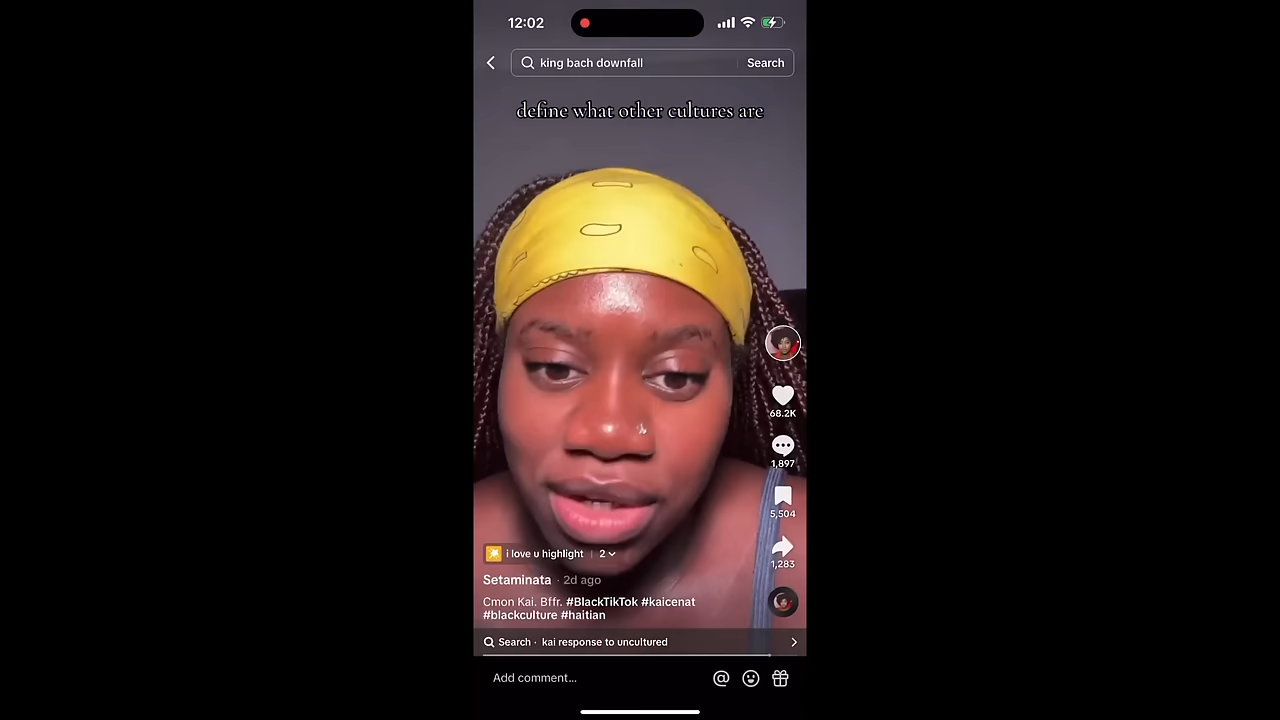 12:02
king bach downfall Search
define what other cultures are
68.2K
1,897
5,504
1,283
i love u highlight 2
Setaminata · 2d ago
Cmon Kai. Bffr. #BlackTikTok #kaicenat
#blackculture #haitian
Search · kai response to uncultured
Add comment...